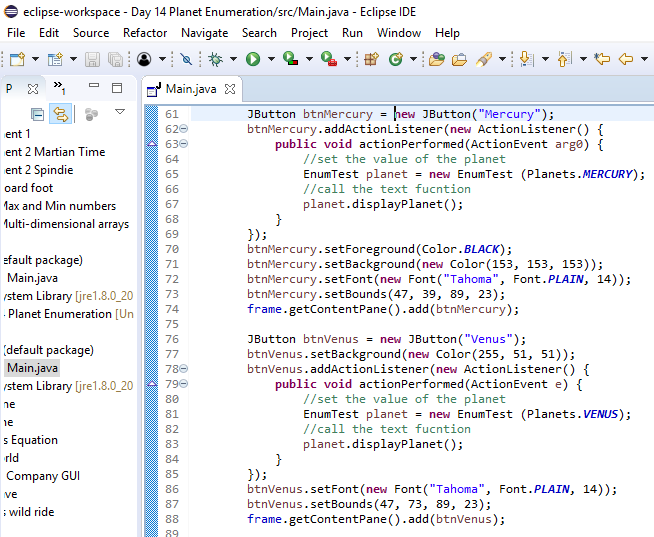 eclipse-workspace - Day 14 Planet Enumeration/src/Main.java - Eclipse IDE
File Edit Source Refactor Navigate Search Project Run Window Help
P
1
Main.java
ent 1
ent 2 Martian Time
ent 2 Spindie
oard foot
Max and Min numbers
Multi-dimensional arrays
efault package)
Main.java
ystem Library [jre1.8.0_20
Planet Enumeration [Un
(default package)
Main.java
ystem Library [jre1.8.0_20
me
ne
s Equation
orld
Company GUI
ave
s wild ride
61 JButton btnMercury = new JButton("Mercury");
62 btnMercury.addActionListener(new ActionListener() {
63 public void actionPerformed(ActionEvent arg0) {
64 //set the value of the planet
65 EnumTest planet = new EnumTest (Planets.MERCURY);
66 //call the text fucntion
67 planet.displayPlanet();
68 }
69 });
70 btnMercury.setForeground(Color.BLACK);
71 btnMercury.setBackground(new Color(153, 153, 153));
72 btnMercury.setFont(new Font("Tahoma", Font.PLAIN, 14));
73 btnMercury.setBounds(47, 39, 89, 23);
74 frame.getContentPane().add(btnMercury);
75
76 JButton btnVenus = new JButton("Venus");
77 btnVenus.setBackground(new Color(255, 51, 51));
78 btnVenus.addActionListener(new ActionListener() {
79 public void actionPerformed(ActionEvent e) {
80 //set the value of the planet
81 EnumTest planet = new EnumTest (Planets.VENUS);
82 //call the text fucntion
83 planet.displayPlanet();
84 }
85 });
86 btnVenus.setFont(new Font("Tahoma", Font.PLAIN, 14));
87 btnVenus.setBounds(47, 73, 89, 23);
88 frame.getContentPane().add(btnVenus);
89